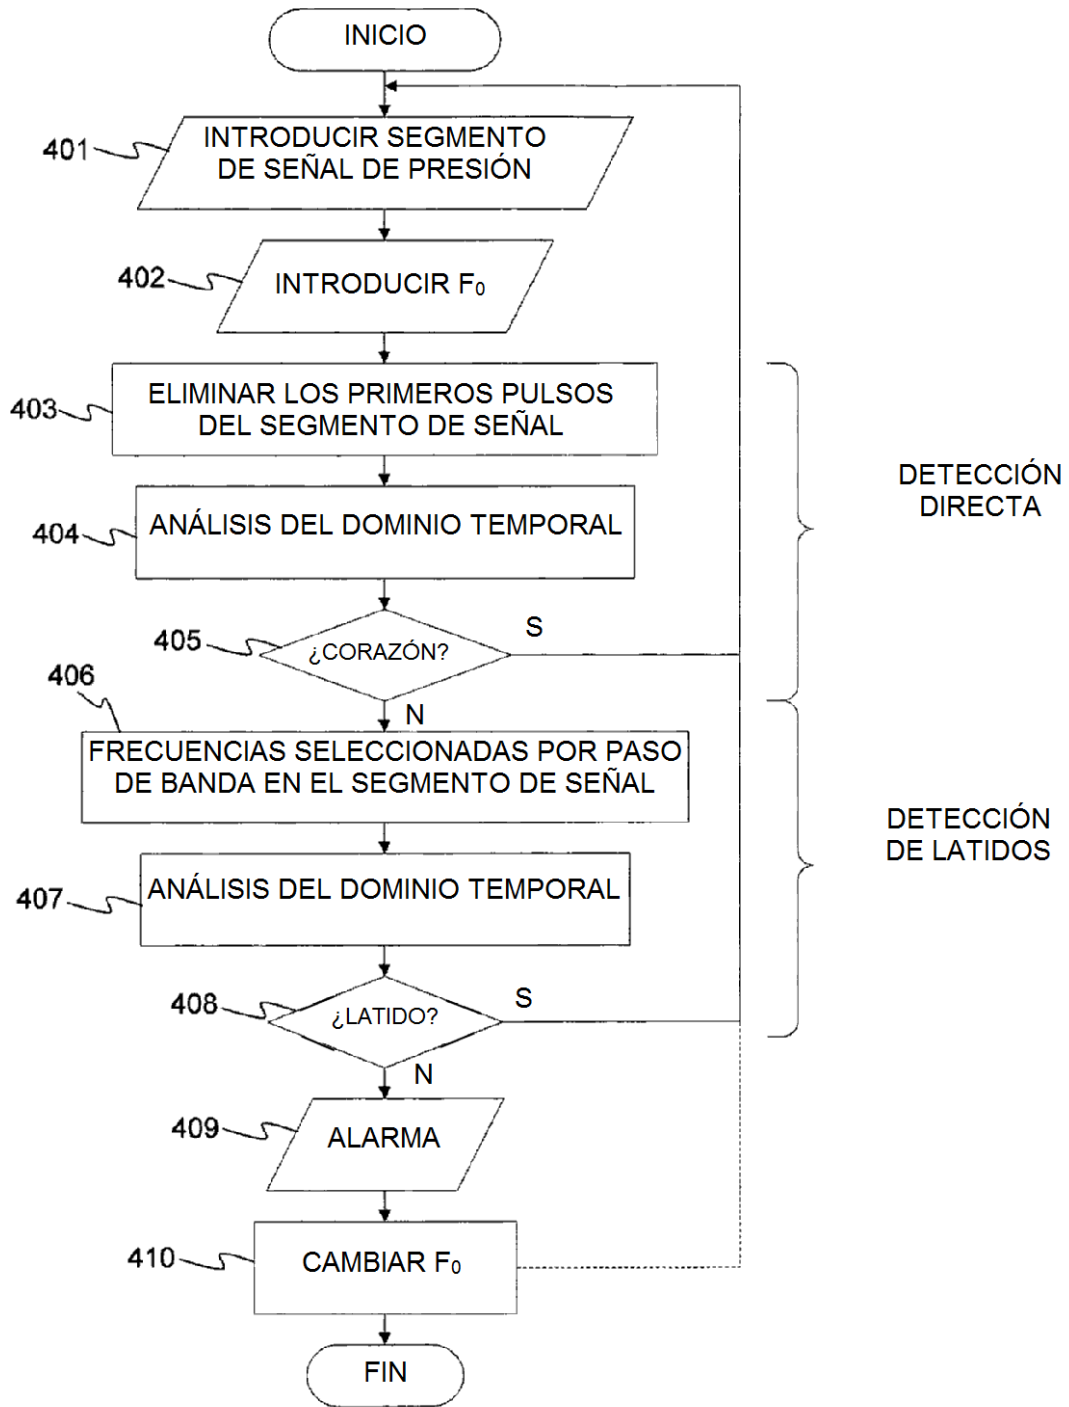 INICIO
401
INTRODUCIR SEGMENTO
DE SEÑAL DE PRESIÓN
402
INTRODUCIR F₀
403
ELIMINAR LOS PRIMEROS PULSOS
DEL SEGMENTO DE SEÑAL
DETECCIÓN
DIRECTA
404
ANÁLISIS DEL DOMINIO TEMPORAL
405
¿CORAZÓN?
S
406
N
FRECUENCIAS SELECCIONADAS POR PASO
DE BANDA EN EL SEGMENTO DE SEÑAL
DETECCIÓN
DE LATIDOS
407
ANÁLISIS DEL DOMINIO TEMPORAL
408
¿LATIDO?
S
N
409
ALARMA
410
CAMBIAR F₀
FIN